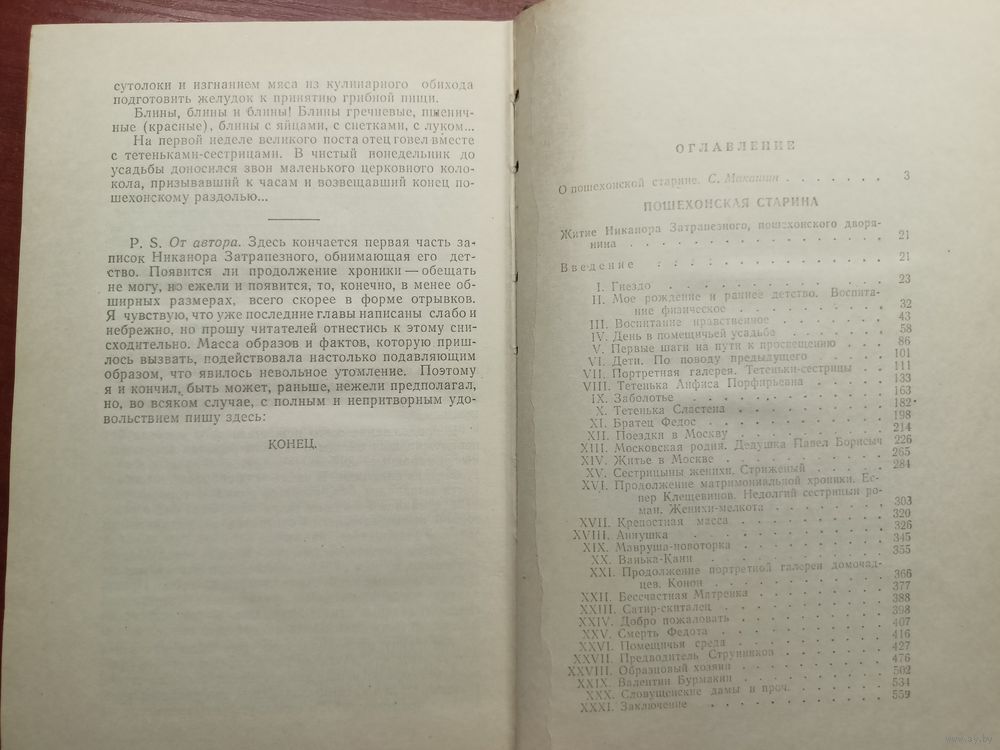 сутолоки и изгнанием мяса из кулинарного обихода
подготовить желудок к принятию грибной пищи.
Блины, блины и блины! Блины гречневые, пшенич-
ные (красные), блины с яйцами, с снетками, с луком...
На первой неделе великого поста отец говел вместе
с тетеньками-сестрицами. В чистый понедельник до
усадьбы доносился звон маленького церковного коло-
кола, призывавший к часам и возвещавший конец по-
шехонскому раздолью...
P. S. От автора. Здесь кончается первая часть за-
писок Никанора Затрапезного, обнимающая его дет-
ство. Появится ли продолжение хроники — обещать
не могу, но ежели и появится, то, конечно, в менее об-
ширных размерах, всего скорее в форме отрывков.
Я чувствую, что уже последние главы написаны слабо и
небрежно, но прошу читателей отнестись к этому сни-
сходительно. Масса образов и фактов, которую приш-
лось вызвать, подействовала настолько подавляющим
образом, что явилось невольное утомление. Поэтому
я и кончил, быть может, раньше, нежели предполагал,
но, во всяком случае, с полным и непритворным удо-
вольствием пишу здесь:
КОНЕЦ.
ОГЛАВЛЕНИЕ
О пошехонской старине. С. Макашин . . . . . . . 3
ПОШЕХОНСКАЯ СТАРИНА
Житие Никанора Затрапезного, пошехонского дворя-
нина . . . . . . . . . . . . 21
Введение . . . . . . . . . . 21
I. Гнездо . . . . . . . . . . 23
II. Мое рождение и раннее детство. Воспита-
ние физическое . . . . . . . . 32
III. Воспитание нравственное . . . . . . 43
IV. День в помещичьей усадьбе . . . . . 58
V. Первые шаги на пути к просвещению . . . 86
VI. Дети. По поводу предыдущего . . . . 101
VII. Портретная галерея. Тетеньки-сестрицы . . 111
VIII. Тетенька Анфиса Порфирьевна . . . . 133
IX. Заболотье . . . . . . . . . 163
X. Тетенька Сластена . . . . . . . 182
XI. Братец Федос . . . . . . . . 198
XII. Поездки в Москву . . . . . . . 214
XIII. Московская родня. Дедушка Павел Борисыч 226
XIV. Житье в Москве . . . . . . . . 265
XV. Сестрицыны женихи. Стриженый . . . . 284
XVI. Продолжение матримониальной хроники. Ес-
пер Клещевинов. Недолгий сестрицын ро-
ман. Женихи-мелкота . . . . . . 303
XVII. Крепостная масса . . . . . . . 320
XVIII. Аннушка . . . . . . . . . 326
XIX. Мавруша-новоторка . . . . . . . 345
XX. Ванька-Каин . . . . . . . . 355
XXI. Продолжение портретной галереи домочад-
цев. Конон . . . . . . . . . 366
XXII. Бессчастная Матренка . . . . . . 377
XXIII. Сатир-скиталец . . . . . . . 388
XXIV. Добро пожаловать . . . . . . . 398
XXV. Смерть Федота . . . . . . . . 407
XXVI. Помещичья среда . . . . . . . 416
XXVII. Предводитель Струнников . . . . . 427
XXVIII. Образцовый хозяин . . . . . . 476
XXIX. Валентин Бурмакин . . . . . . . 502
XXX. Словущенские дамы и проч. . . . . . 534
XXXI. Заключение . . . . . . . . . 559
www.ay.by